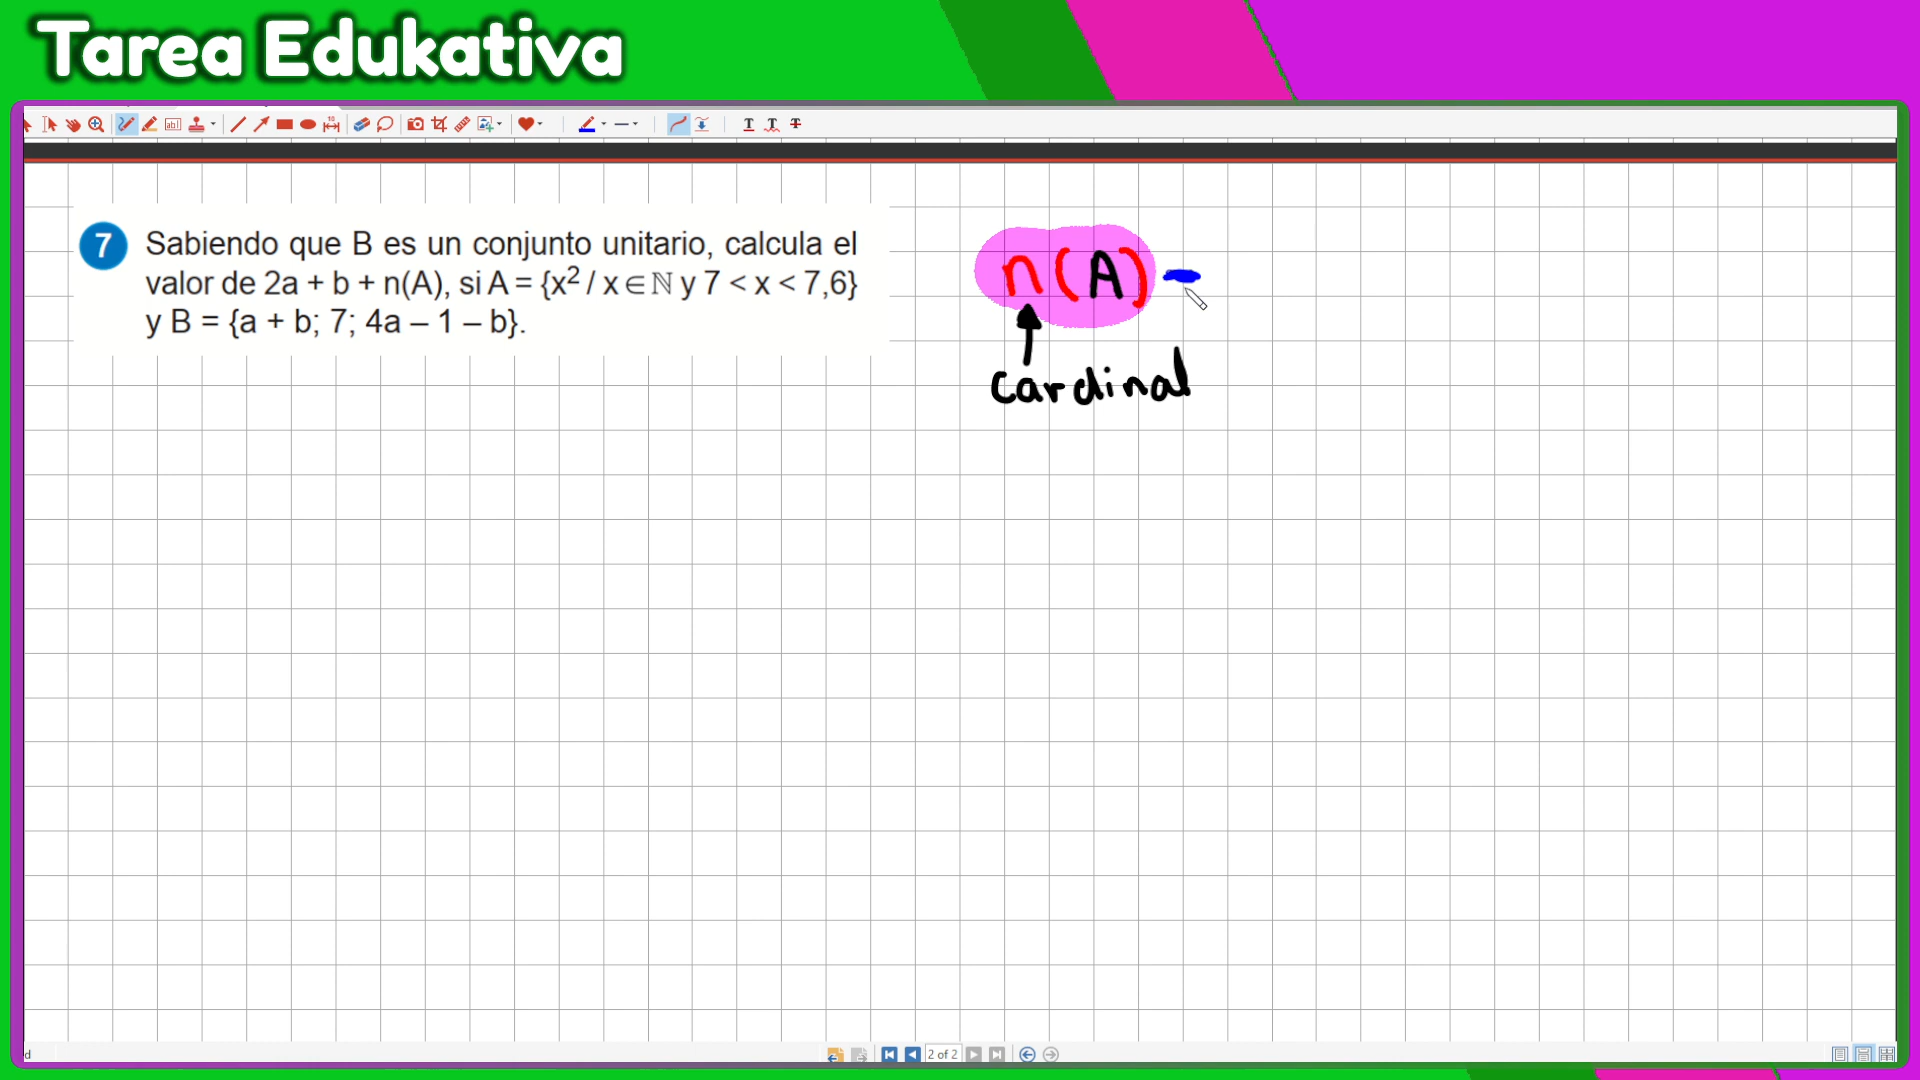 Tarea Edukativa
7 Sabiendo que B es un conjunto unitario, calcula el
valor de 2a + b + n(A), si A = {x² / x ∈ ℕ y 7 < x < 7,6}
y B = {a + b; 7; 4a – 1 – b}.
n(A) -
cardinal
2 of 2